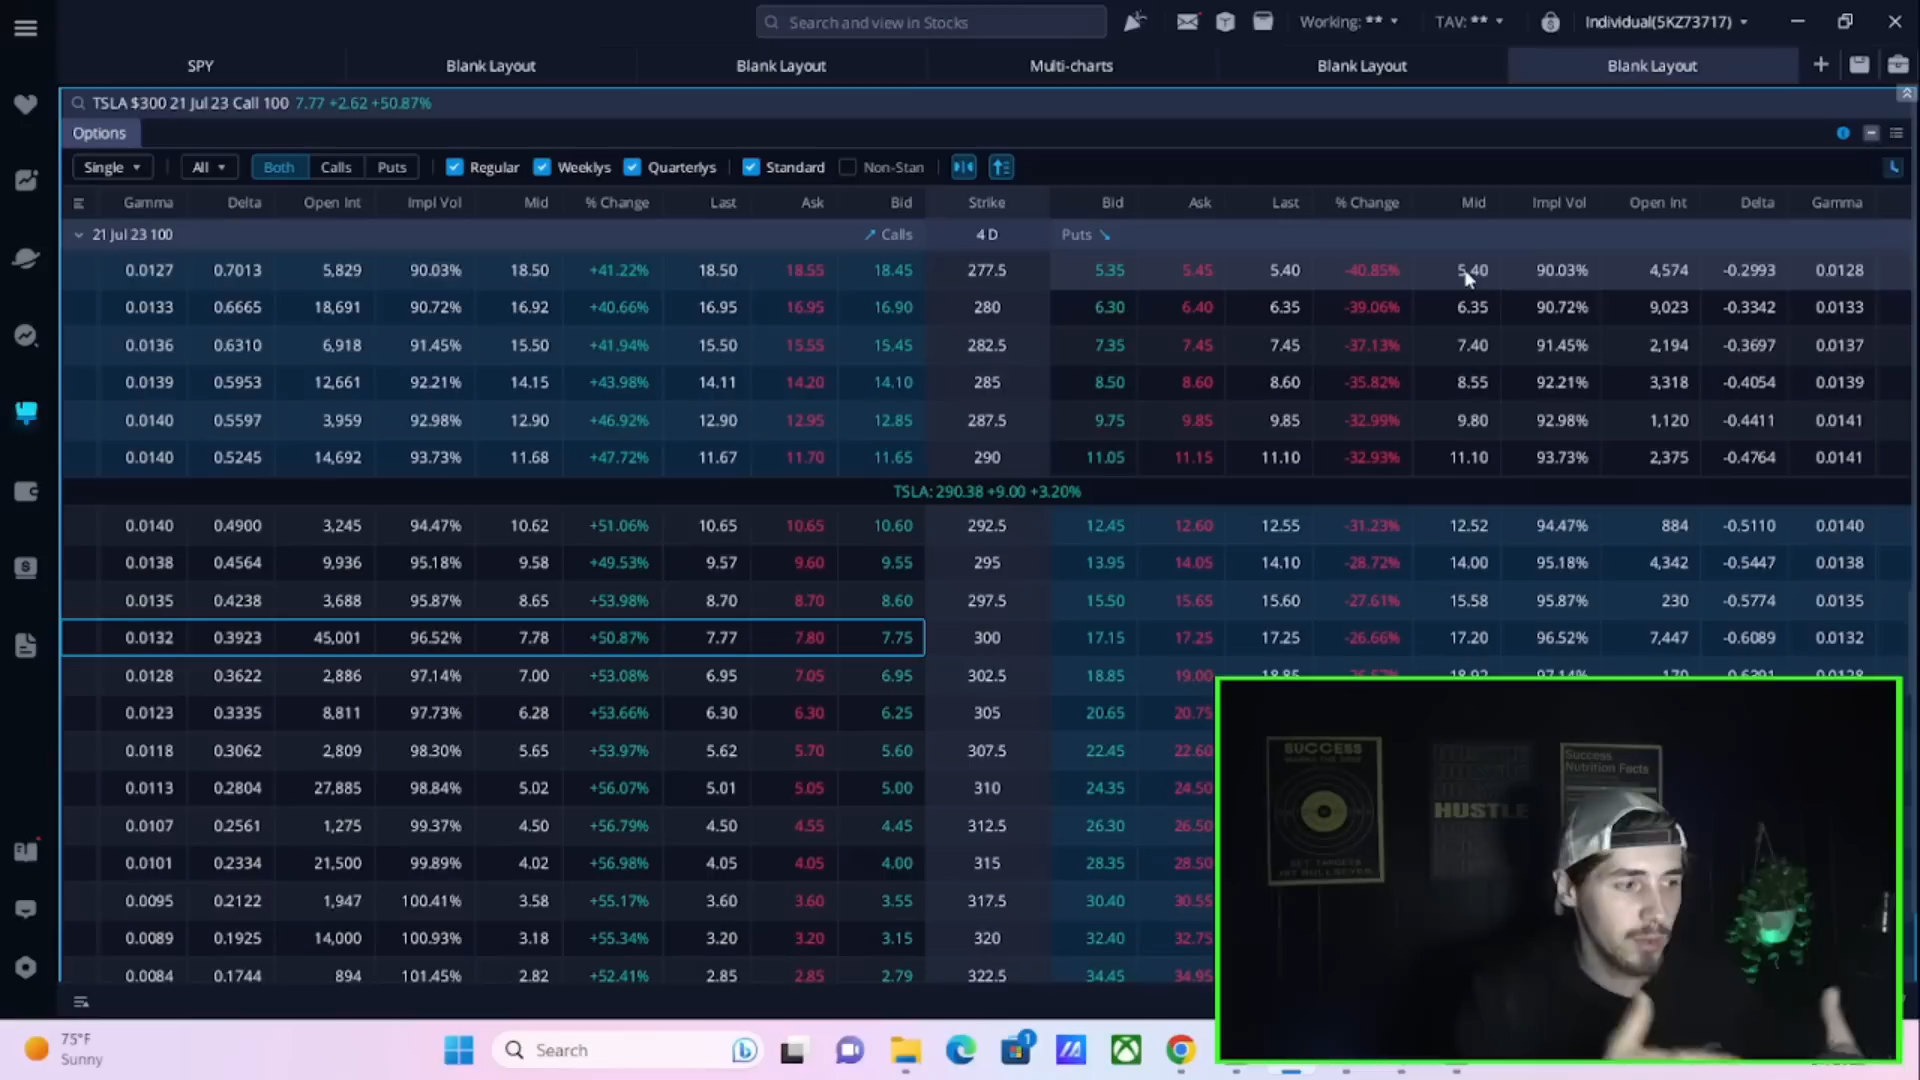 Search and view in Stocks
Working: **
TAV: **
Individual(5KZ73717)
SPY
Blank Layout
Blank Layout
Multi-charts
Blank Layout
Blank Layout
TSLA $300 21 Jul 23 Call 100 7.77 +2.62 +50.87%
Options
Single All Both Calls Puts Regular Weeklys Quarterlys Standard Non-Stan
Gamma Delta Open Int Impl Vol Mid % Change Last Ask Bid Strike Bid Ask Last % Change Mid Impl Vol Open Int Delta Gamma
21 Jul 23 100 Calls 4 D Puts
0.0127 0.7013 5,829 90.03% 18.50 +41.22% 18.50 18.55 18.45 277.5 5.35 5.45 5.40 -40.85% 5.40 90.03% 4,574 -0.2993 0.0128
0.0133 0.6665 18,691 90.72% 16.92 +40.66% 16.95 16.95 16.90 280 6.30 6.40 6.35 -39.06% 6.35 90.72% 9,023 -0.3342 0.0133
0.0136 0.6310 6,918 91.45% 15.50 +41.94% 15.50 15.55 15.45 282.5 7.35 7.45 7.45 -37.13% 7.40 91.45% 2,194 -0.3697 0.0137
0.0139 0.5953 12,661 92.21% 14.15 +43.98% 14.11 14.20 14.10 285 8.50 8.60 8.60 -35.82% 8.55 92.21% 3,318 -0.4054 0.0139
0.0140 0.5597 3,959 92.98% 12.90 +46.92% 12.90 12.95 12.85 287.5 9.75 9.85 9.85 -32.99% 9.80 92.98% 1,120 -0.4411 0.0141
0.0140 0.5245 14,692 93.73% 11.68 +47.72% 11.67 11.70 11.65 290 11.05 11.15 11.10 -32.93% 11.10 93.73% 2,375 -0.4764 0.0141
TSLA: 290.38 +9.00 +3.20%
0.0140 0.4900 3,245 94.47% 10.62 +51.06% 10.65 10.65 10.60 292.5 12.45 12.60 12.55 -31.23% 12.52 94.47% 884 -0.5110 0.0140
0.0138 0.4564 9,936 95.18% 9.58 +49.53% 9.57 9.60 9.55 295 13.95 14.05 14.10 -28.72% 14.00 95.18% 4,342 -0.5447 0.0138
0.0135 0.4238 3,688 95.87% 8.65 +53.98% 8.70 8.70 8.60 297.5 15.50 15.65 15.60 -27.61% 15.58 95.87% 230 -0.5774 0.0135
0.0132 0.3923 45,001 96.52% 7.78 +50.87% 7.77 7.80 7.75 300 17.15 17.25 17.25 -26.66% 17.20 96.52% 7,447 -0.6089 0.0132
0.0128 0.3622 2,886 97.14% 7.00 +53.08% 6.95 7.05 6.95 302.5 18.85 19.00
0.0123 0.3335 8,811 97.73% 6.28 +53.66% 6.30 6.30 6.25 305 20.65 20.75
0.0118 0.3062 2,809 98.30% 5.65 +53.97% 5.62 5.70 5.60 307.5 22.45 22.60
0.0113 0.2804 27,885 98.84% 5.02 +56.07% 5.01 5.05 5.00 310 24.35 24.50
0.0107 0.2561 1,275 99.37% 4.50 +56.79% 4.50 4.55 4.45 312.5 26.30 26.50
0.0101 0.2334 21,500 99.89% 4.02 +56.98% 4.05 4.05 4.00 315 28.35 28.50
0.0095 0.2122 1,947 100.41% 3.58 +55.17% 3.60 3.60 3.55 317.5 30.40 30.55
0.0089 0.1925 14,000 100.93% 3.18 +55.34% 3.20 3.20 3.15 320 32.40 32.75
0.0084 0.1744 894 101.45% 2.82 +52.41% 2.85 2.85 2.79 322.5 34.45 34.95
SUCCESS
HUSTLE
Success
Nutrition Facts
75°F
Sunny
Search
1